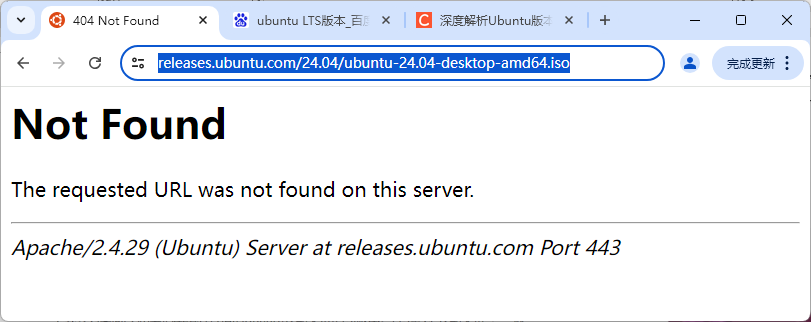 404 Not Found
ubuntu LTS版本_百度
深度解析Ubuntu版本
releases.ubuntu.com/24.04/ubuntu-24.04-desktop-amd64.iso
完成更新
Not Found
The requested URL was not found on this server.
Apache/2.4.29 (Ubuntu) Server at releases.ubuntu.com Port 443